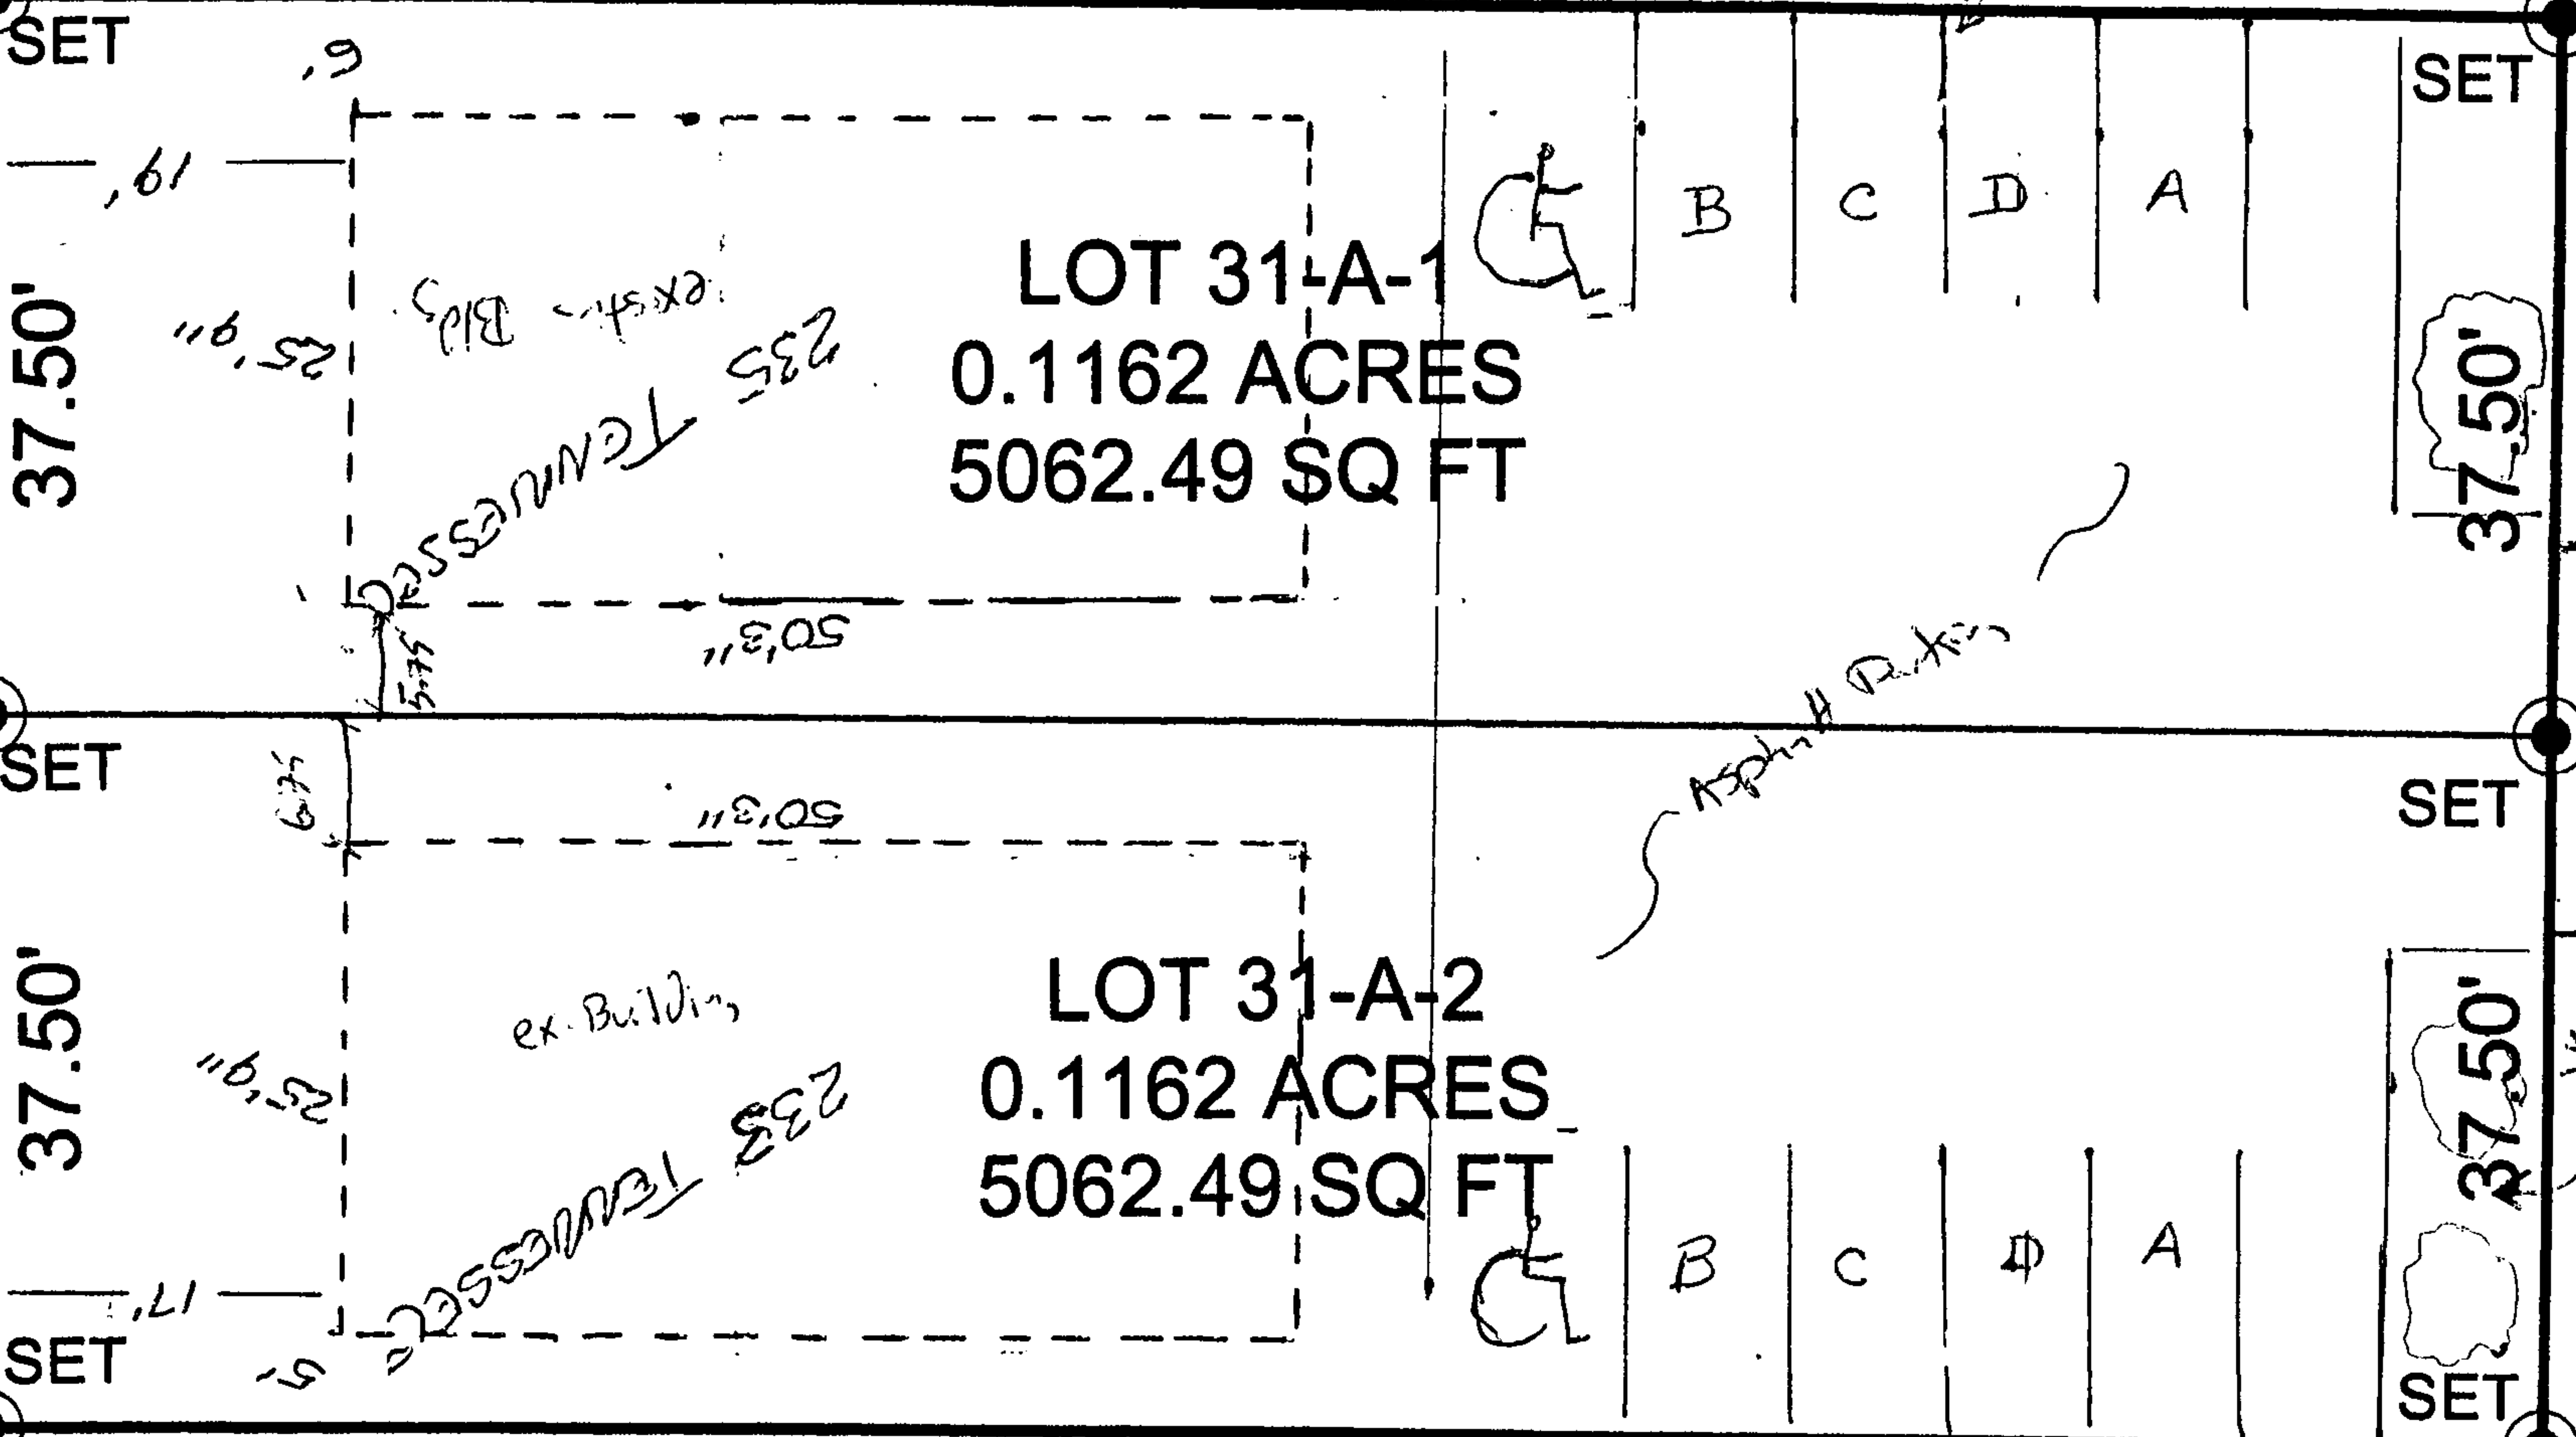 SET
6'
SET
19'
B
C
D
A
37.50'
25'9"
existin
Bldg
235
TENNESSEE
LOT 31-A-1
0.1162 ACRES
5062.49 SQ FT
37.50'
50'3"
5.75
Asphalt Parking
SET
6.75
50'3"
SET
37.50'
25'9"
ex. Building
233
TENNESSEE
LOT 31-A-2
0.1162 ACRES
5062.49 SQ FT
37.50'
B
C
D
A
17'
SET
5'
SET